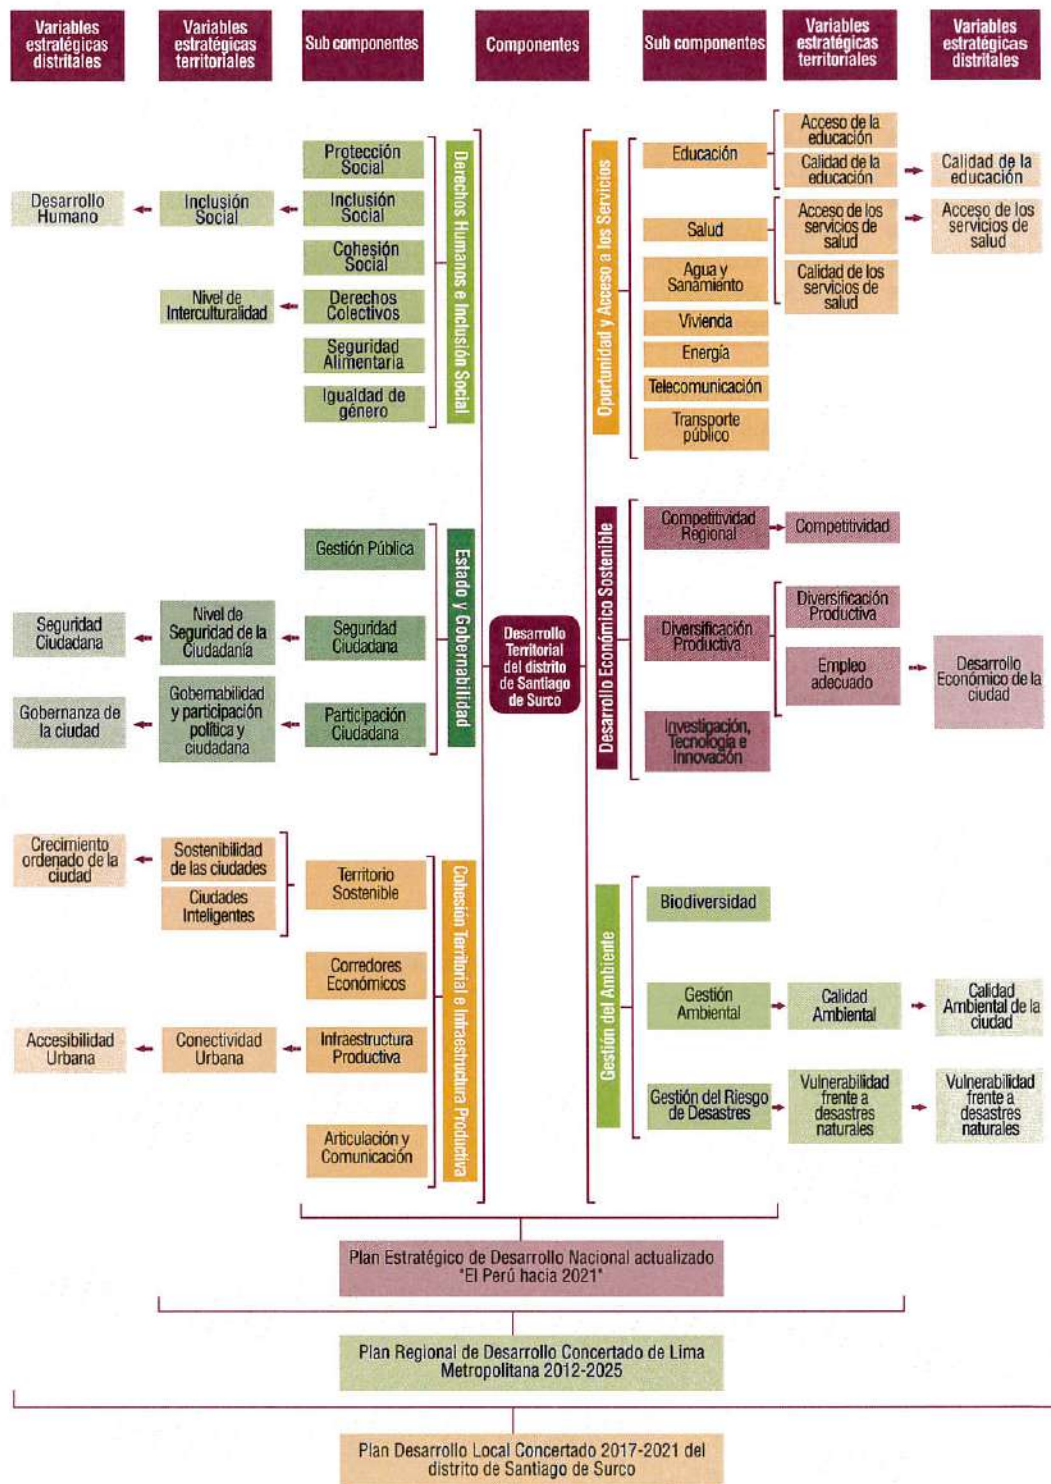 Variables
estratégicas
distritales
Variables
estratégicas
territoriales
Sub componentes
Componentes
Sub componentes
Variables
estratégicas
territoriales
Variables
estratégicas
distritales
Derechos Humanos e Inclusión Social
Protección
Social
Inclusión
Social
Inclusión
Social
Desarrollo
Humano
Cohesión
Social
Derechos
Colectivos
Nivel de
Interculturalidad
Seguridad
Alimentaria
Igualdad de
género
Estado y Gobernabilidad
Gestión Pública
Seguridad
Ciudadana
Nivel de
Seguridad de la
Ciudadanía
Seguridad
Ciudadana
Participación
Ciudadana
Gobernabilidad
y participación
política y
ciudadana
Gobernanza de
la ciudad
Cohesión Territorial e Infraestructura Productiva
Territorio
Sostenible
Sostenibilidad
de las ciudades
Ciudades
Inteligentes
Crecimiento
ordenado de la
ciudad
Corredores
Económicos
Infraestructura
Productiva
Conectividad
Urbana
Accesibilidad
Urbana
Articulación y
Comunicación
Desarrollo
Territorial
del distrito
de Santiago
de Surco
Oportunidad y Acceso a los Servicios
Educación
Acceso de la
educación
Calidad de la
educación
Calidad de la
educación
Salud
Acceso de los
servicios de
salud
Acceso de los
servicios de
salud
Calidad de los
servicios de
salud
Agua y
Sanamiento
Vivienda
Energía
Telecomunicación
Transporte
público
Desarrollo Económico Sostenible
Competitividad
Regional
Competitividad
Diversificación
Productiva
Diversificación
Productiva
Empleo
adecuado
Desarrollo
Económico de la
ciudad
Investigación,
Tecnología e
Innovación
Gestión del Ambiente
Biodiversidad
Gestión
Ambiental
Calidad
Ambiental
Calidad
Ambiental de la
ciudad
Gestión del Riesgo
de Desastres
Vulnerabilidad
frente a
desastres
naturales
Vulnerabilidad
frente a
desastres
naturales
Plan Estratégico de Desarrollo Nacional actualizado
"El Perú hacia 2021"
Plan Regional de Desarrollo Concertado de Lima
Metropolitana 2012-2025
Plan Desarrollo Local Concertado 2017-2021 del
distrito de Santiago de Surco